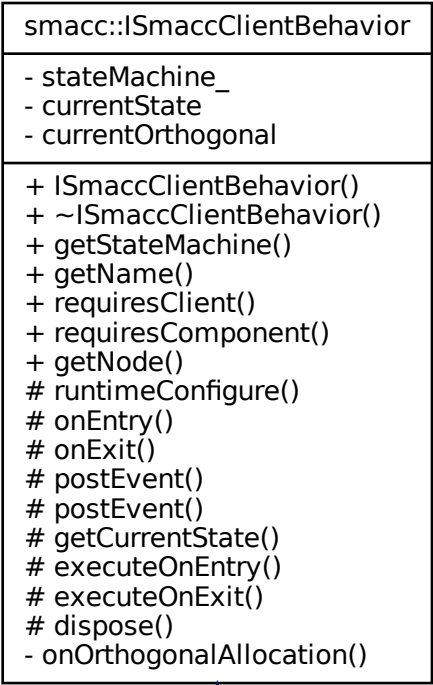 smacc::ISmaccClientBehavior
- stateMachine_
- currentState
- currentOrthogonal
+ ISmaccClientBehavior()
+ ~ISmaccClientBehavior()
+ getStateMachine()
+ getName()
+ requiresClient()
+ requiresComponent()
+ getNode()
# runtimeConfigure()
# onEntry()
# onExit()
# postEvent()
# postEvent()
# getCurrentState()
# executeOnEntry()
# executeOnExit()
# dispose()
- onOrthogonalAllocation()